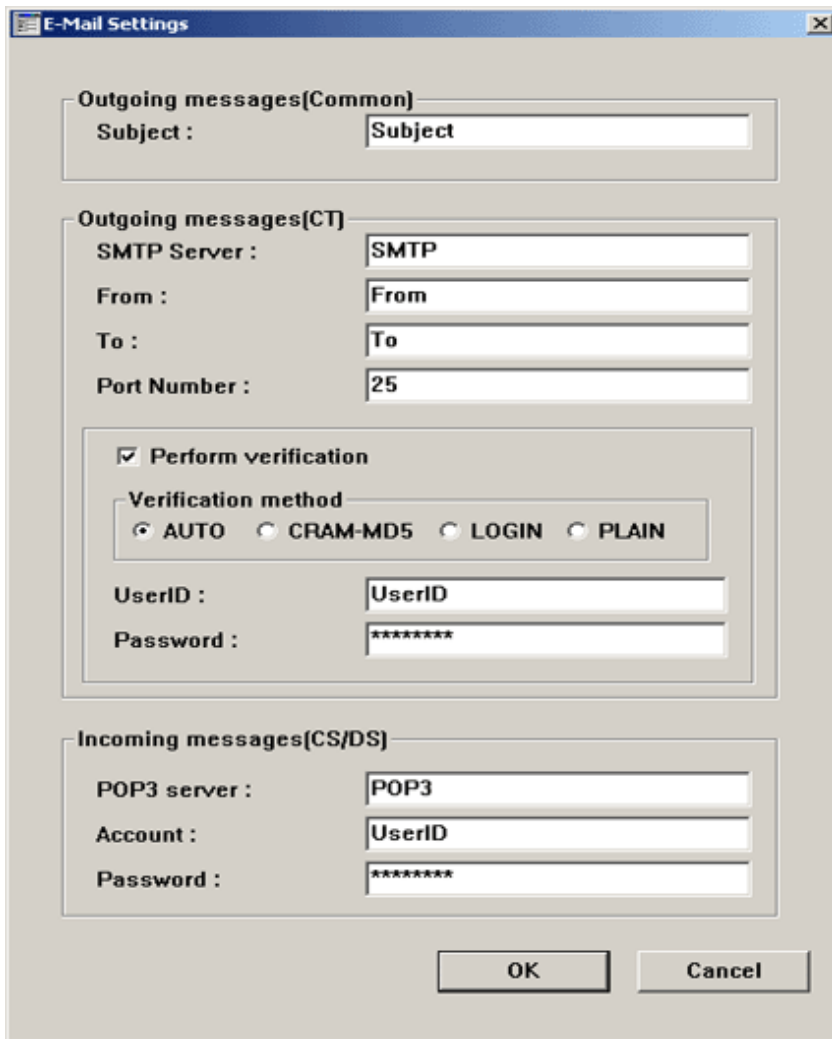 E-Mail Settings
Outgoing messages(Common)
Subject : Subject
Outgoing messages(CT)
SMTP Server : SMTP
From : From
To : To
Port Number : 25
Perform verification
Verification method
AUTO CRAM-MD5 LOGIN PLAIN
UserID : UserID
Password : ********
Incoming messages(CS/DS)
POP3 server : POP3
Account : UserID
Password : ********
OK Cancel